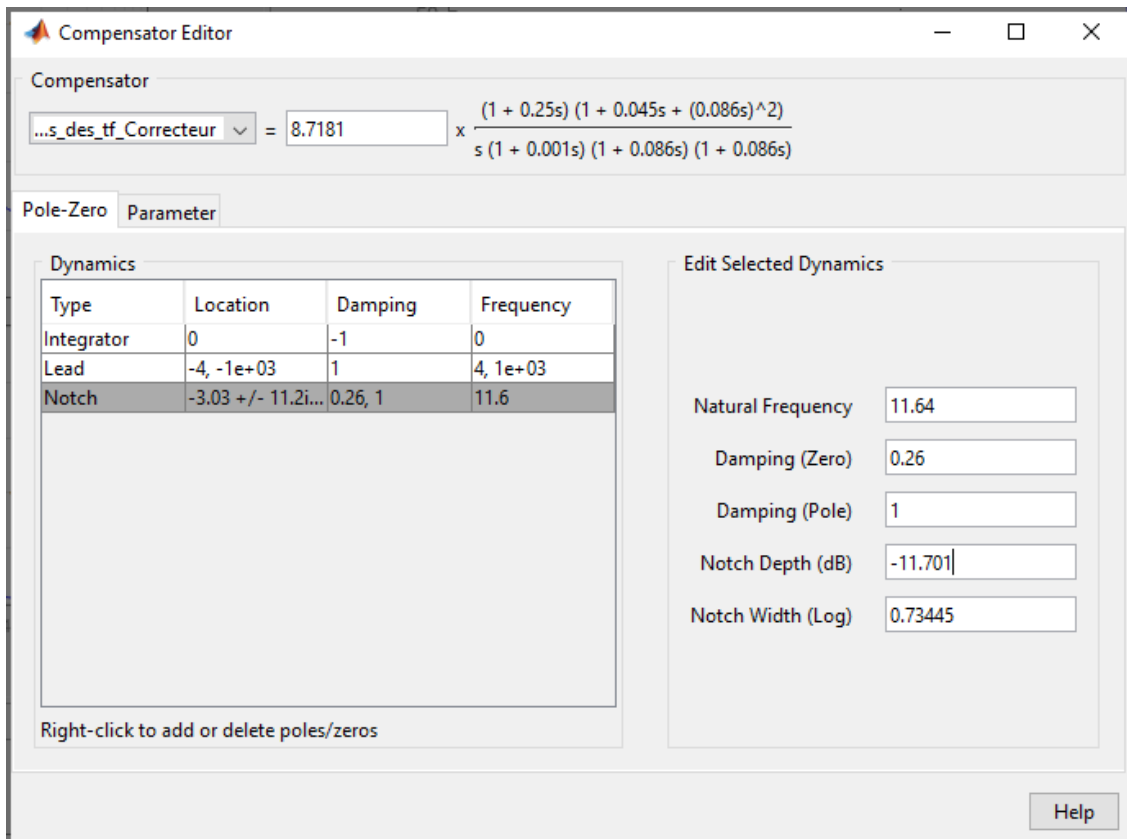 Compensator Editor
Compensator
...s_des_tf_Correcteur = 8.7181 x (1 + 0.25s) (1 + 0.045s + (0.086s)^2)
s (1 + 0.001s) (1 + 0.086s) (1 + 0.086s)
Pole-Zero Parameter
Dynamics
Type Location Damping Frequency
Integrator 0 -1 0
Lead -4, -1e+03 1 4, 1e+03
Notch -3.03 +/- 11.2i... 0.26, 1 11.6
Right-click to add or delete poles/zeros
Edit Selected Dynamics
Natural Frequency 11.64
Damping (Zero) 0.26
Damping (Pole) 1
Notch Depth (dB) -11.701
Notch Width (Log) 0.73445
Help